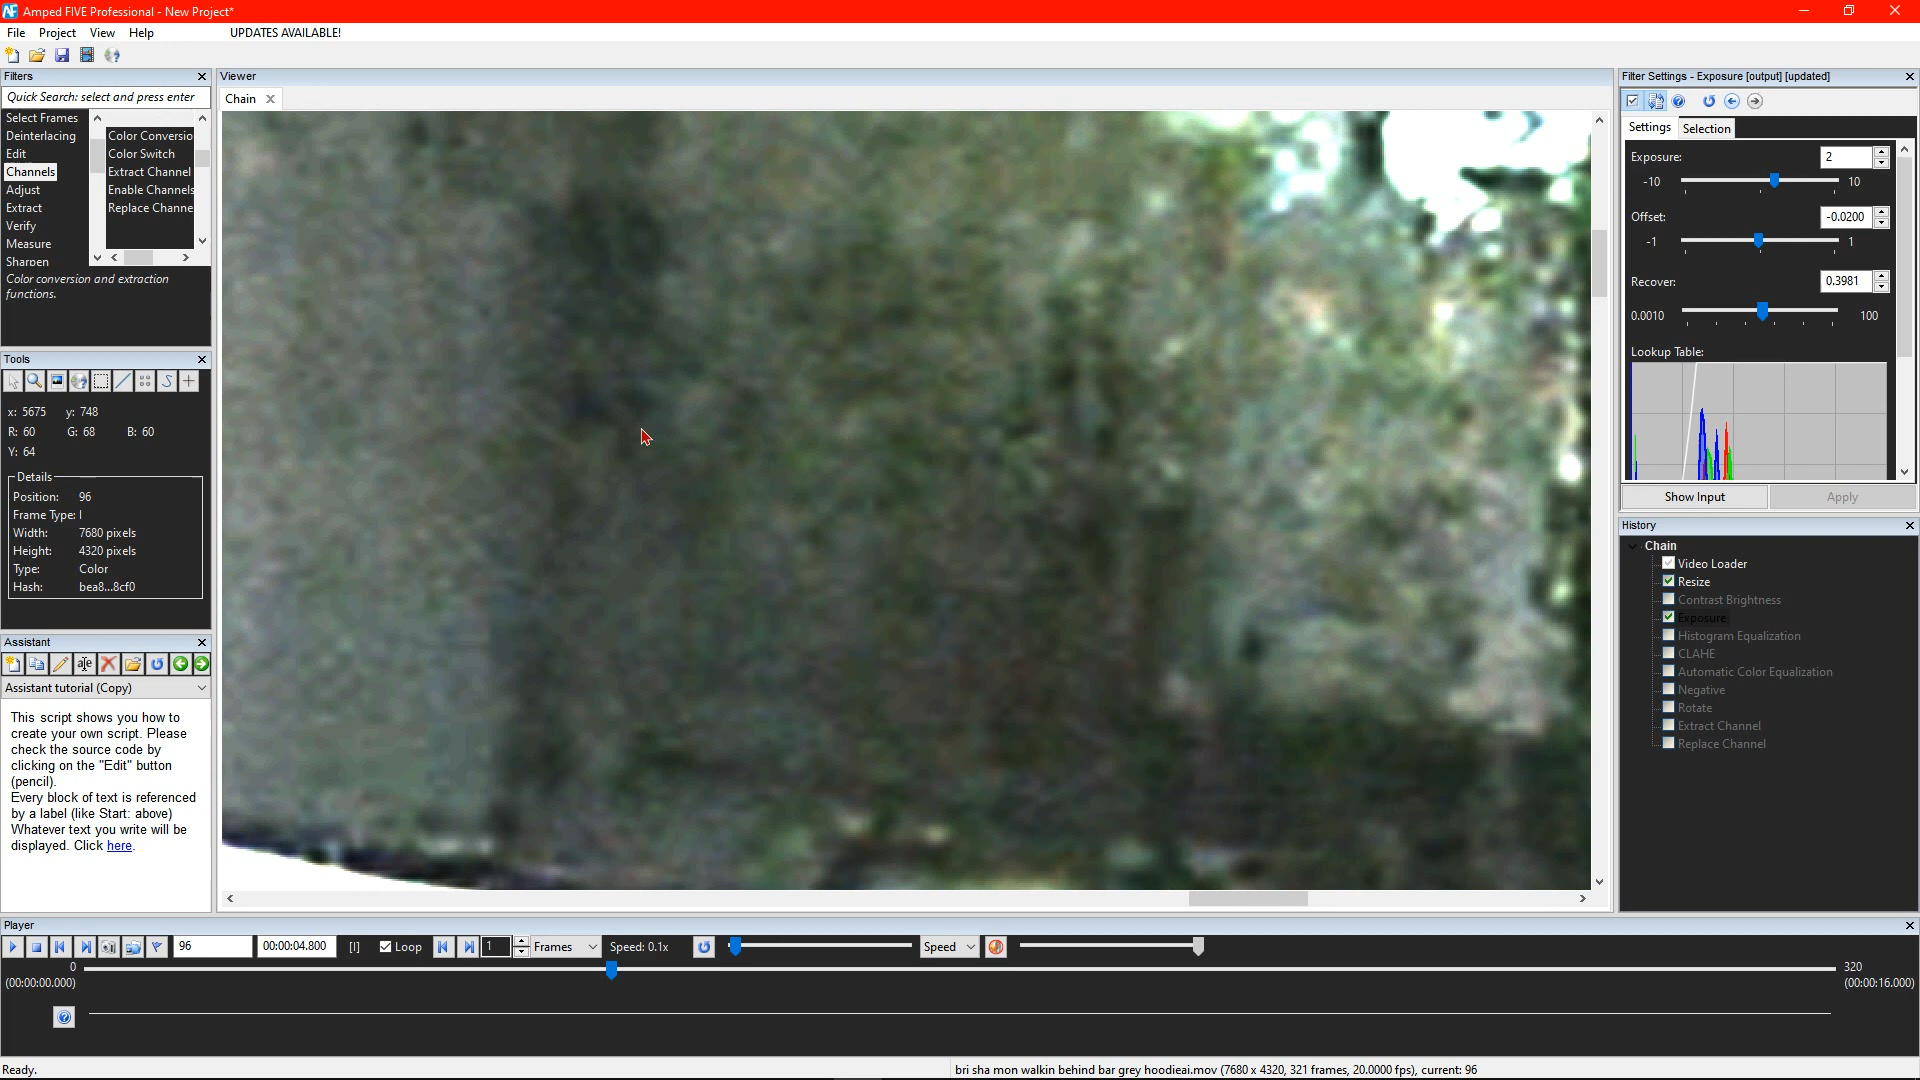 Amped FIVE Professional - New Project*
File Project View Help UPDATES AVAILABLE!
Filters
Quick Search: select and press enter
Select Frames
Deinterlacing
Edit
Channels
Adjust
Extract
Verify
Measure
Sharpen
Color Conversio
Color Switch
Extract Channel
Enable Channels
Replace Channe
Color conversion and extraction
functions.
Tools
x: 5675 y: 748
R: 60 G: 68 B: 60
Y: 64
Details
Position: 96
Frame Type: I
Width: 7680 pixels
Height: 4320 pixels
Type: Color
Hash: bea8...8cf0
Assistant
Assistant tutorial (Copy)
This script shows you how to
create your own script. Please
check the source code by
clicking on the "Edit" button
(pencil).
Every block of text is referenced
by a label (like Start: above)
Whatever text you write will be
displayed. Click here.
Viewer
Chain
Filter Settings - Exposure [output] [updated]
Settings Selection
Exposure: 2
-10 10
Offset: -0.0200
-1 1
Recover: 0.3981
0.0010 100
Lookup Table:
Show Input Apply
History
Chain
Video Loader
Resize
Contrast Brightness
Exposure
Histogram Equalization
CLAHE
Automatic Color Equalization
Negative
Rotate
Extract Channel
Replace Channel
Player
96 00:00:04.800 [I] Loop 1 Frames Speed: 0.1x Speed
0 320
(00:00:00.000) (00:00:16.000)
Ready. bri sha mon walkin behind bar grey hoodieai.mov (7680 x 4320, 321 frames, 20.0000 fps), current: 96